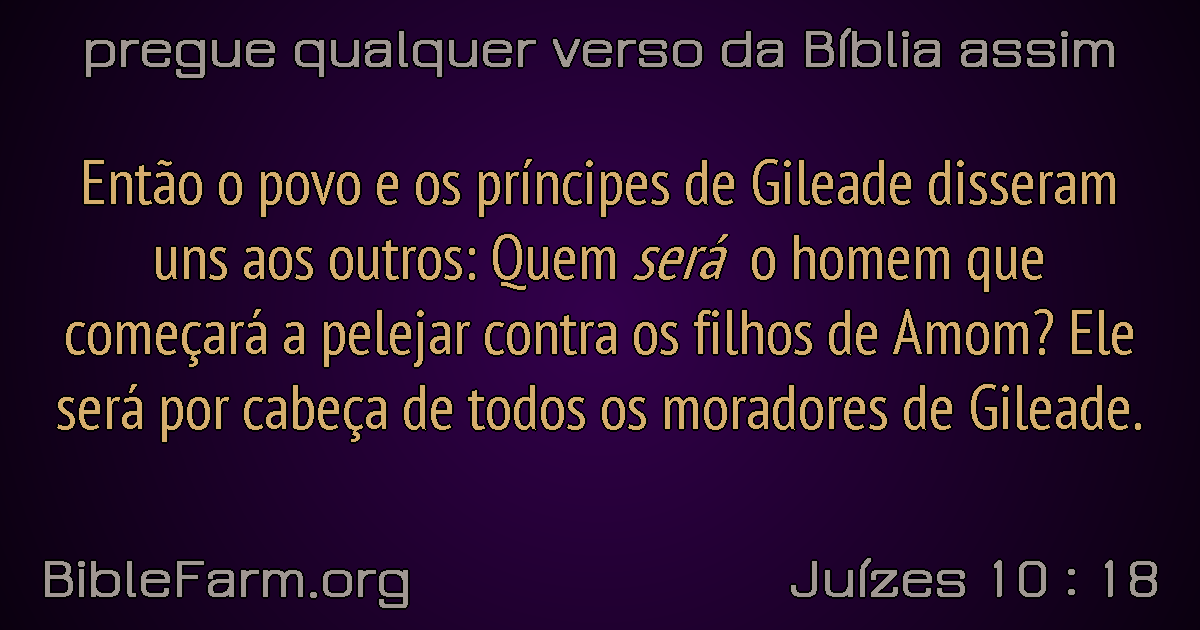 pregue qualquer verso da Bíblia assim
Então o povo e os príncipes de Gileade disseram
uns aos outros: Quem será o homem que
começará a pelejar contra os filhos de Amom? Ele
será por cabeça de todos os moradores de Gileade.
BibleFarm.org
Juízes 10 : 18